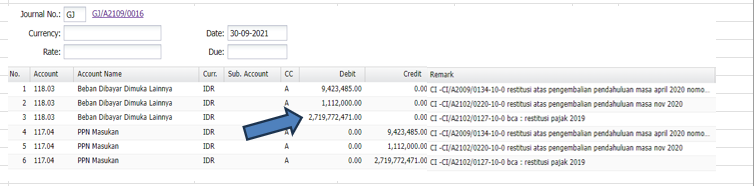 Journal No.: GJ GJ/A2109/0016
Currency: Date: 30-09-2021
Rate: Due:
No. Account Account Name Curr. Sub. Account CC Debit Credit Remark
1 118.03 Beban Dibayar Dimuka Lainnya IDR A 9,423,485.00 0.00 CI -CI/A2009/0134-10-0 restitusi atas pengembalian pendahuluan masa april 2020 nomo...
2 118.03 Beban Dibayar Dimuka Lainnya IDR A 1,112,000.00 0.00 CI -CI/A2102/0220-10-0 restitusi atas pengembalian pendahuluan masa nov 2020
3 118.03 Beban Dibayar Dimuka Lainnya IDR 2,719,772,471.00 0.00 CI -CI/A2102/0127-10-0 bca : restitusi pajak 2019
4 117.04 PPN Masukan IDR A 0.00 9,423,485.00 CI -CI/A2009/0134-10-0 restitusi atas pengembalian pendahuluan masa april 2020 nomo...
5 117.04 PPN Masukan IDR A 0.00 1,112,000.00 CI -CI/A2102/0220-10-0 restitusi atas pengembalian pendahuluan masa nov 2020
6 117.04 PPN Masukan IDR A 0.00 2,719,772,471.00 CI -CI/A2102/0127-10-0 bca : restitusi pajak 2019